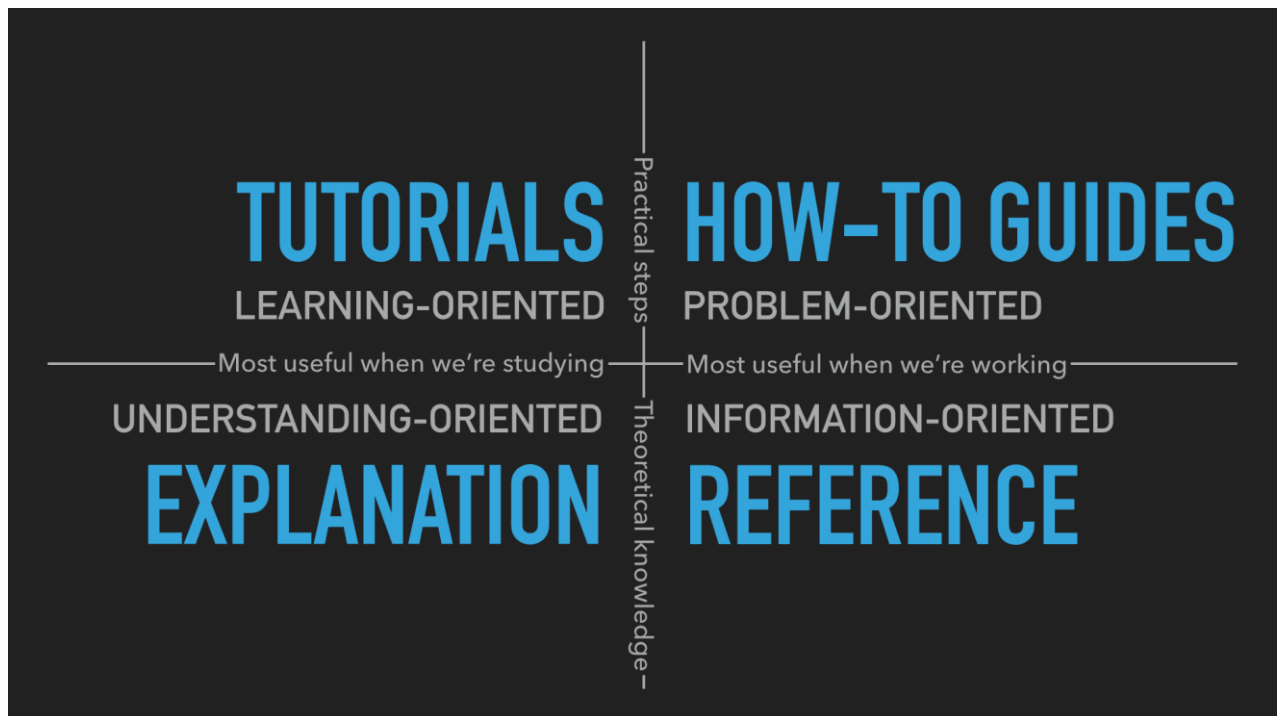 Practical steps
TUTORIALS
HOW-TO GUIDES
LEARNING-ORIENTED
PROBLEM-ORIENTED
Most useful when we're studying
Most useful when we're working
UNDERSTANDING-ORIENTED
INFORMATION-ORIENTED
EXPLANATION
REFERENCE
Theoretical knowledge